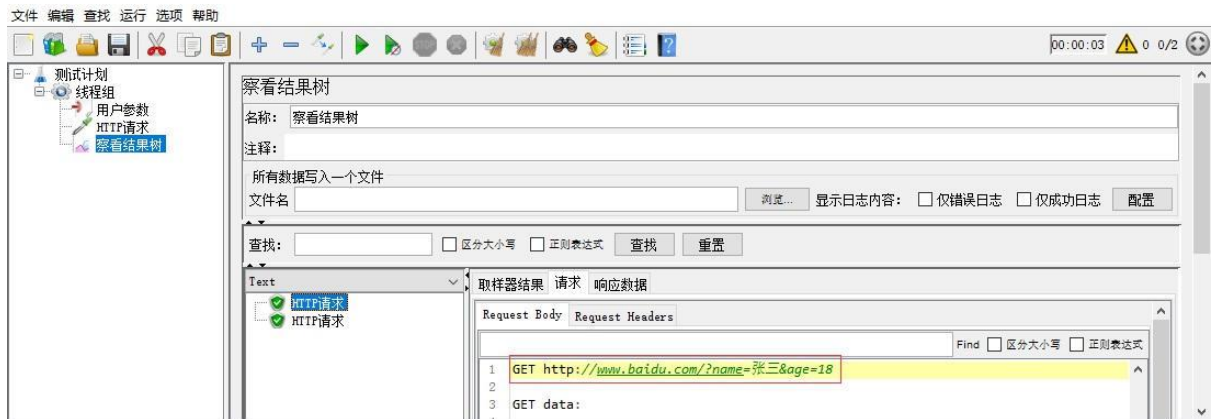 文件 编辑 查找 运行 选项 帮助
00:00:03 0 0/2
测试计划
线程组
用户参数
HTTP请求
察看结果树
察看结果树
名称: 察看结果树
注释:
所有数据写入一个文件
文件名 浏览... 显示日志内容: 仅错误日志 仅成功日志 配置
查找: 区分大小写 正则表达式 查找 重置
Text
HTTP请求
HTTP请求
取样器结果 请求 响应数据
Request Body Request Headers
Find 区分大小写 正则表达式
1 GET http://www.baidu.com/?name=张三&age=18
2
3 GET data: